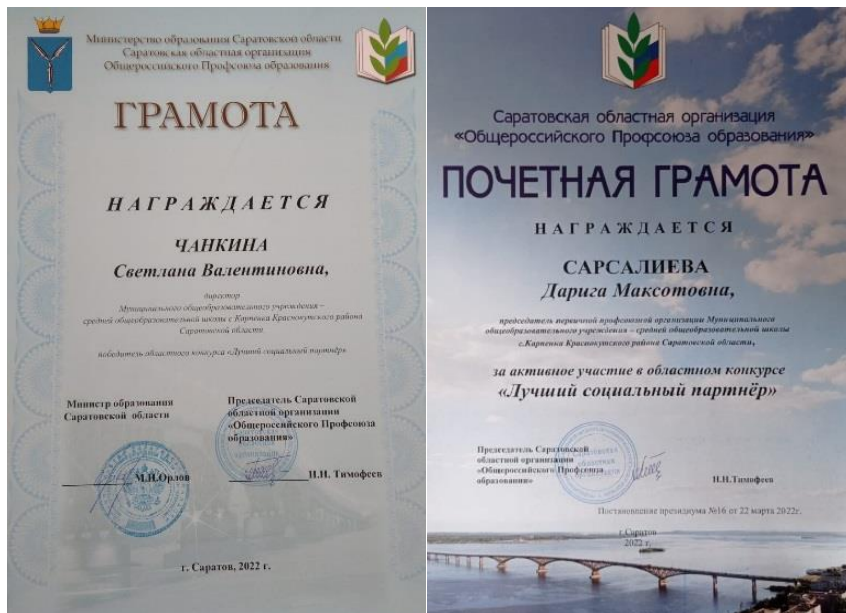 Министерство образования Саратовской области
Саратовская областная организация
Общероссийского Профсоюза образования
ГРАМОТА
НАГРАЖДАЕТСЯ
ЧАНКИНА
Светлана Валентиновна,
директор
Муниципального общеобразовательного учреждения –
средней общеобразовательной школы с Карпенка Краснокутского района
Саратовской области
победитель областного конкурса «Лучший социальный партнёр»
Министр образования
Саратовской области
М.Н.Орлов
Председатель Саратовской
областной организации
«Общероссийского Профсоюза
образования»
Н.Н. Тимофеев
г. Саратов, 2022 г.
Саратовская областная организация
«Общероссийского Профсоюза образования»
ПОЧЕТНАЯ ГРАМОТА
НАГРАЖДАЕТСЯ
САРСАЛИЕВА
Дарига Максотовна,
председатель первичной профсоюзной организации Муниципального
общеобразовательного учреждения – средней общеобразовательной школы
с.Карпенка Краснокутского района Саратовской области,
за активное участие в областном конкурсе
«Лучший социальный партнёр»
Председатель Саратовской
областной организации
«Общероссийского Профсоюза
образования»
Н.Н.Тимофеев
Постановление президиума №16 от 22 марта 2022г.
г.Саратов
2022 г.